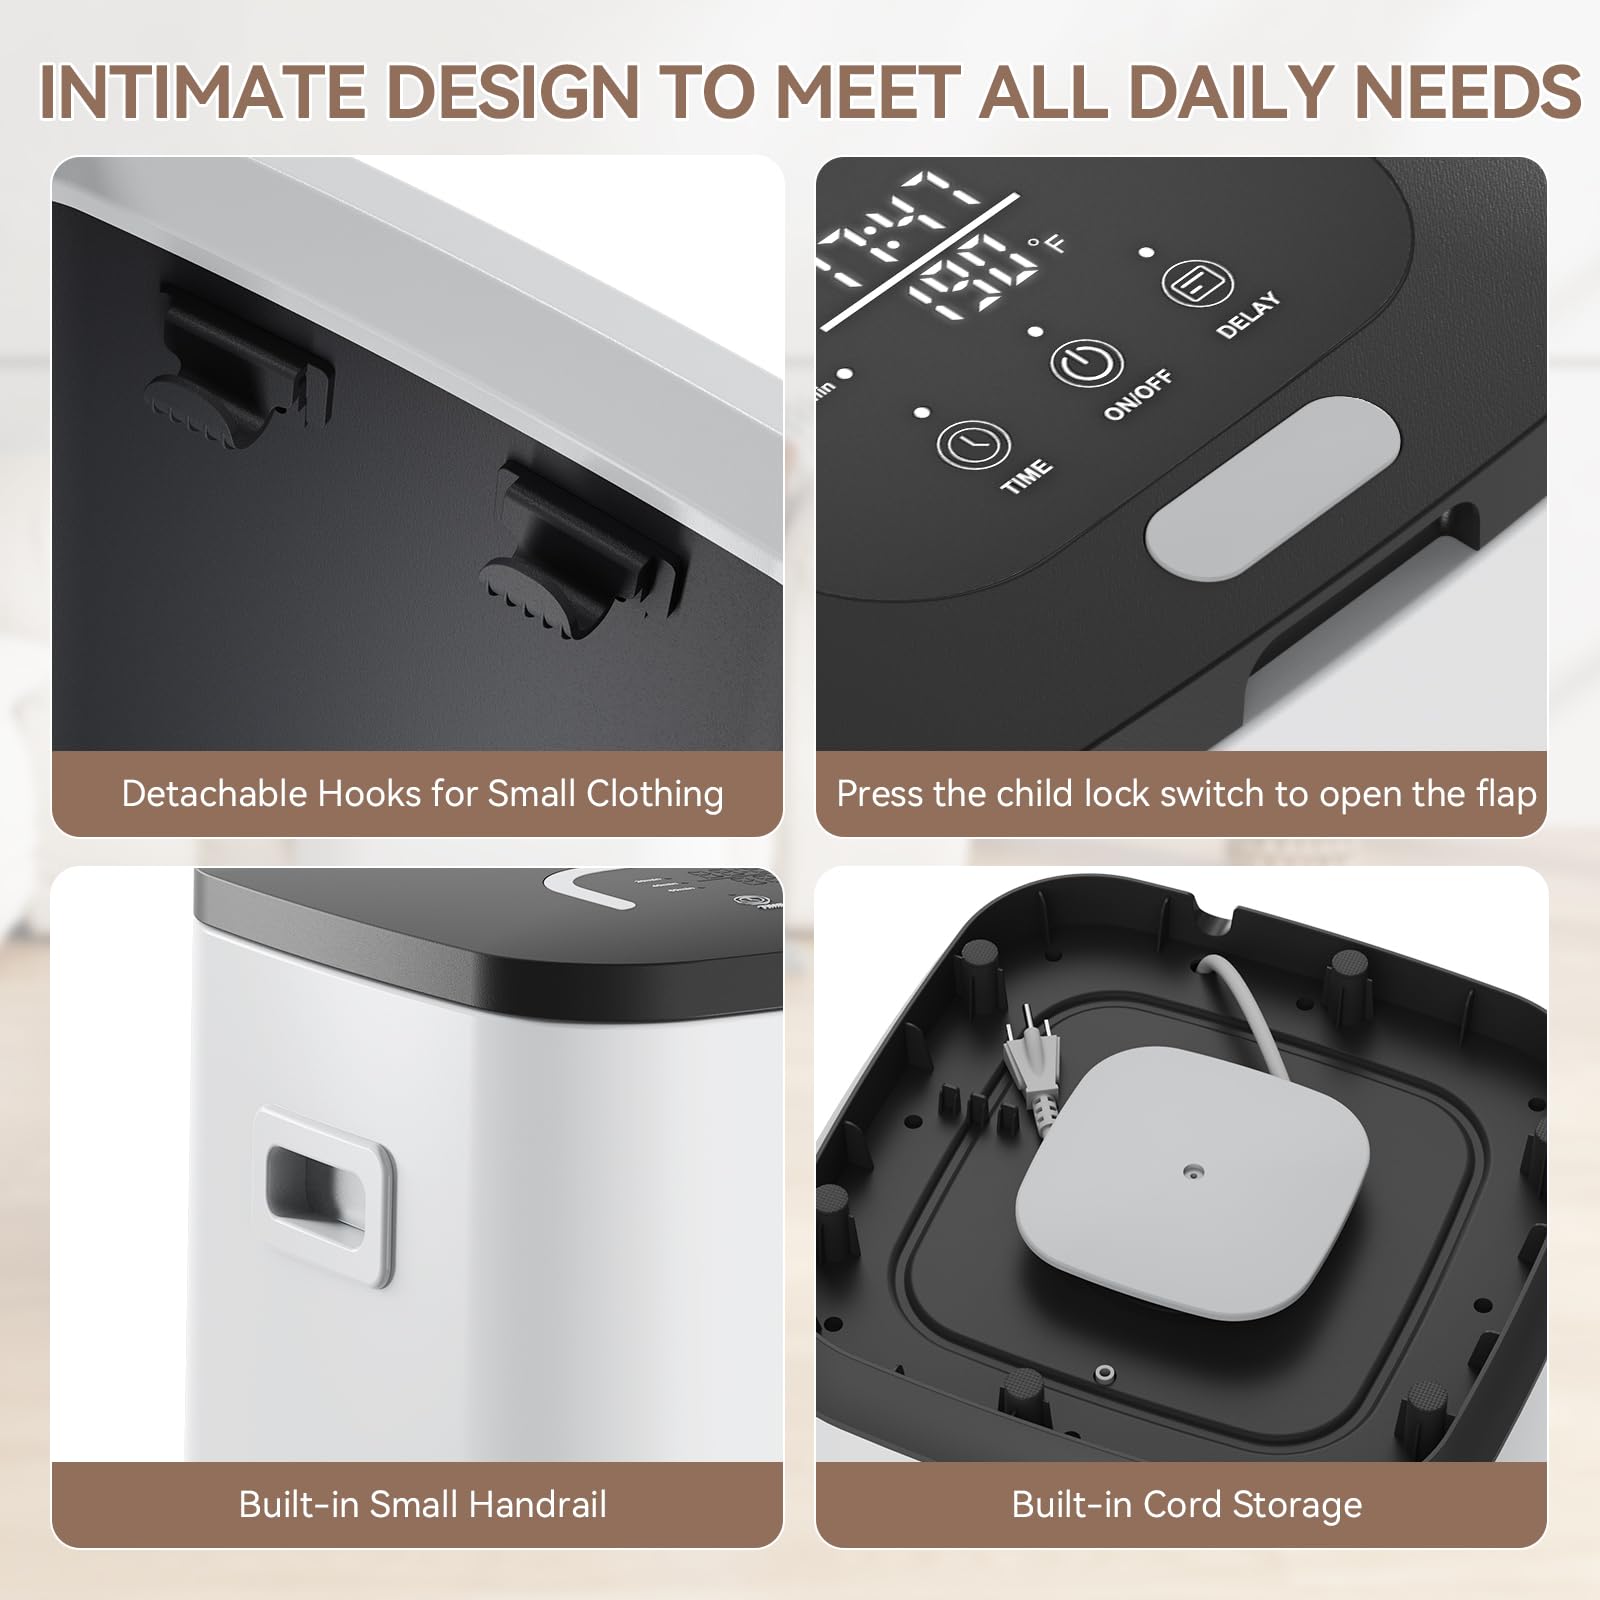 INTIMATE DESIGN TO MEET ALL DAILY NEEDS
Detachable Hooks for Small Clothing
°F
DELAY
ON/OFF
TIME
Press the child lock switch to open the flap
Built-in Small Handrail
Built-in Cord Storage